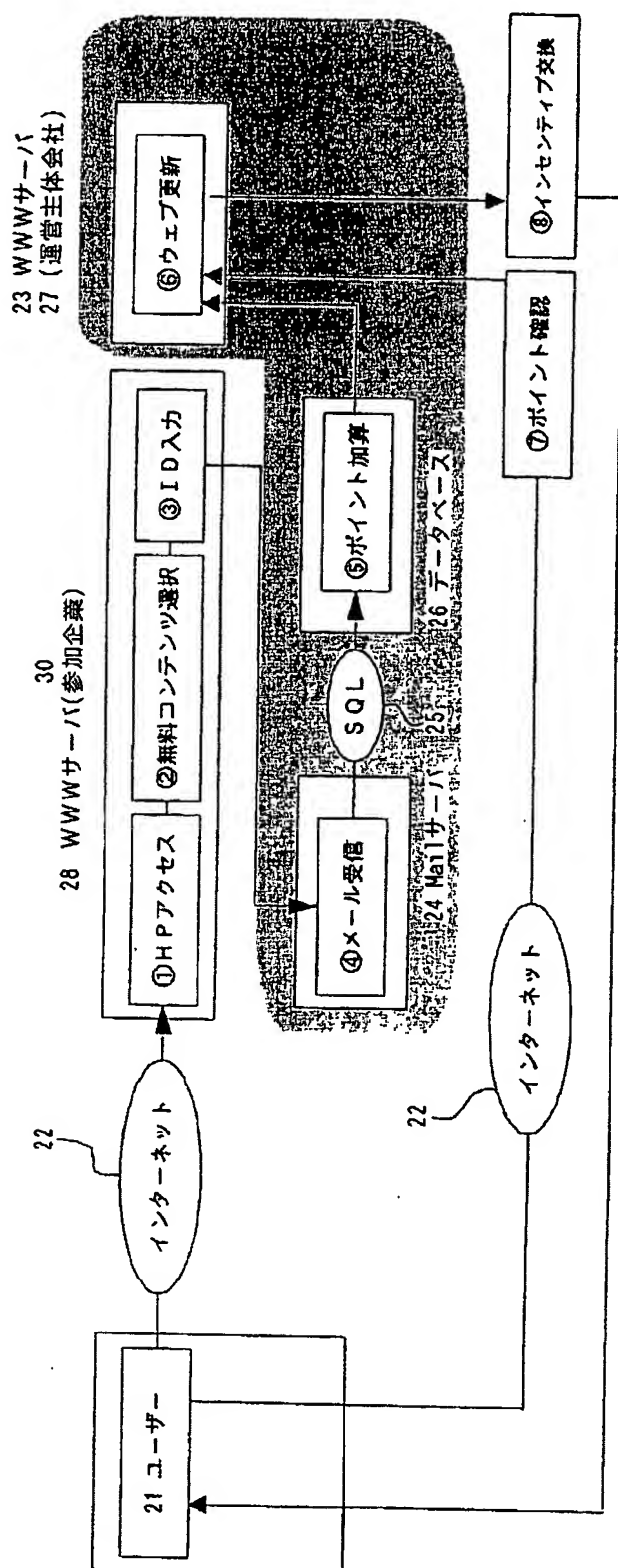 23 WWWサーバ
27 (運営主体会社)
30
28 WWWサーバ(参加企業)
22
インターネット
21 ユーザー
①HPアクセス
②無料コンテンツ選択
③ID入力
⑥ウェブ更新
④メール受信
SQL
⑤ポイント加算
24 Mailサーバ
25
26 データベース
22
インターネット
⑦ポイント確認
⑧インセンティブ交換